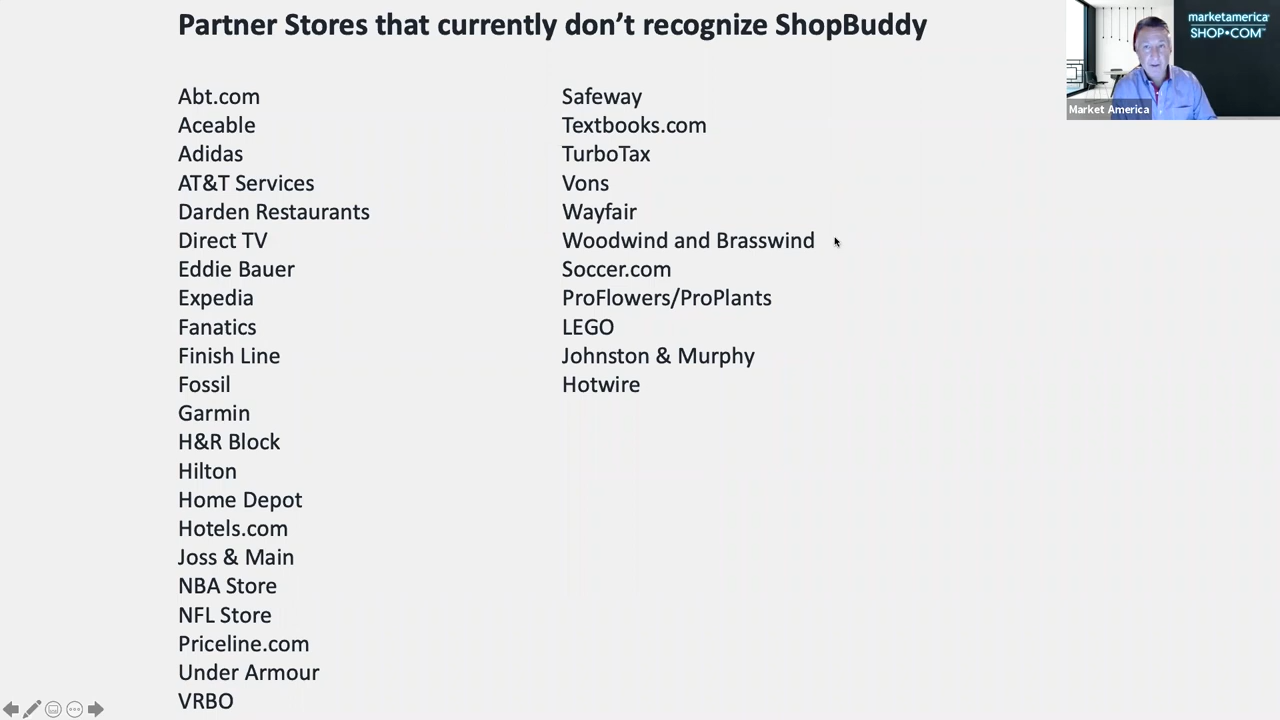 Partner Stores that currently don’t recognize ShopBuddy
Abt.com
Aceable
Adidas
AT&T Services
Darden Restaurants
Direct TV
Eddie Bauer
Expedia
Fanatics
Finish Line
Fossil
Garmin
H&R Block
Hilton
Home Depot
Hotels.com
Joss & Main
NBA Store
NFL Store
Priceline.com
Under Armour
VRBO
Safeway
Textbooks.com
TurboTax
Vons
Wayfair
Woodwind and Brasswind
Soccer.com
ProFlowers/ProPlants
LEGO
Johnston & Murphy
Hotwire
marketamerica
SHOP•COM™
Market America